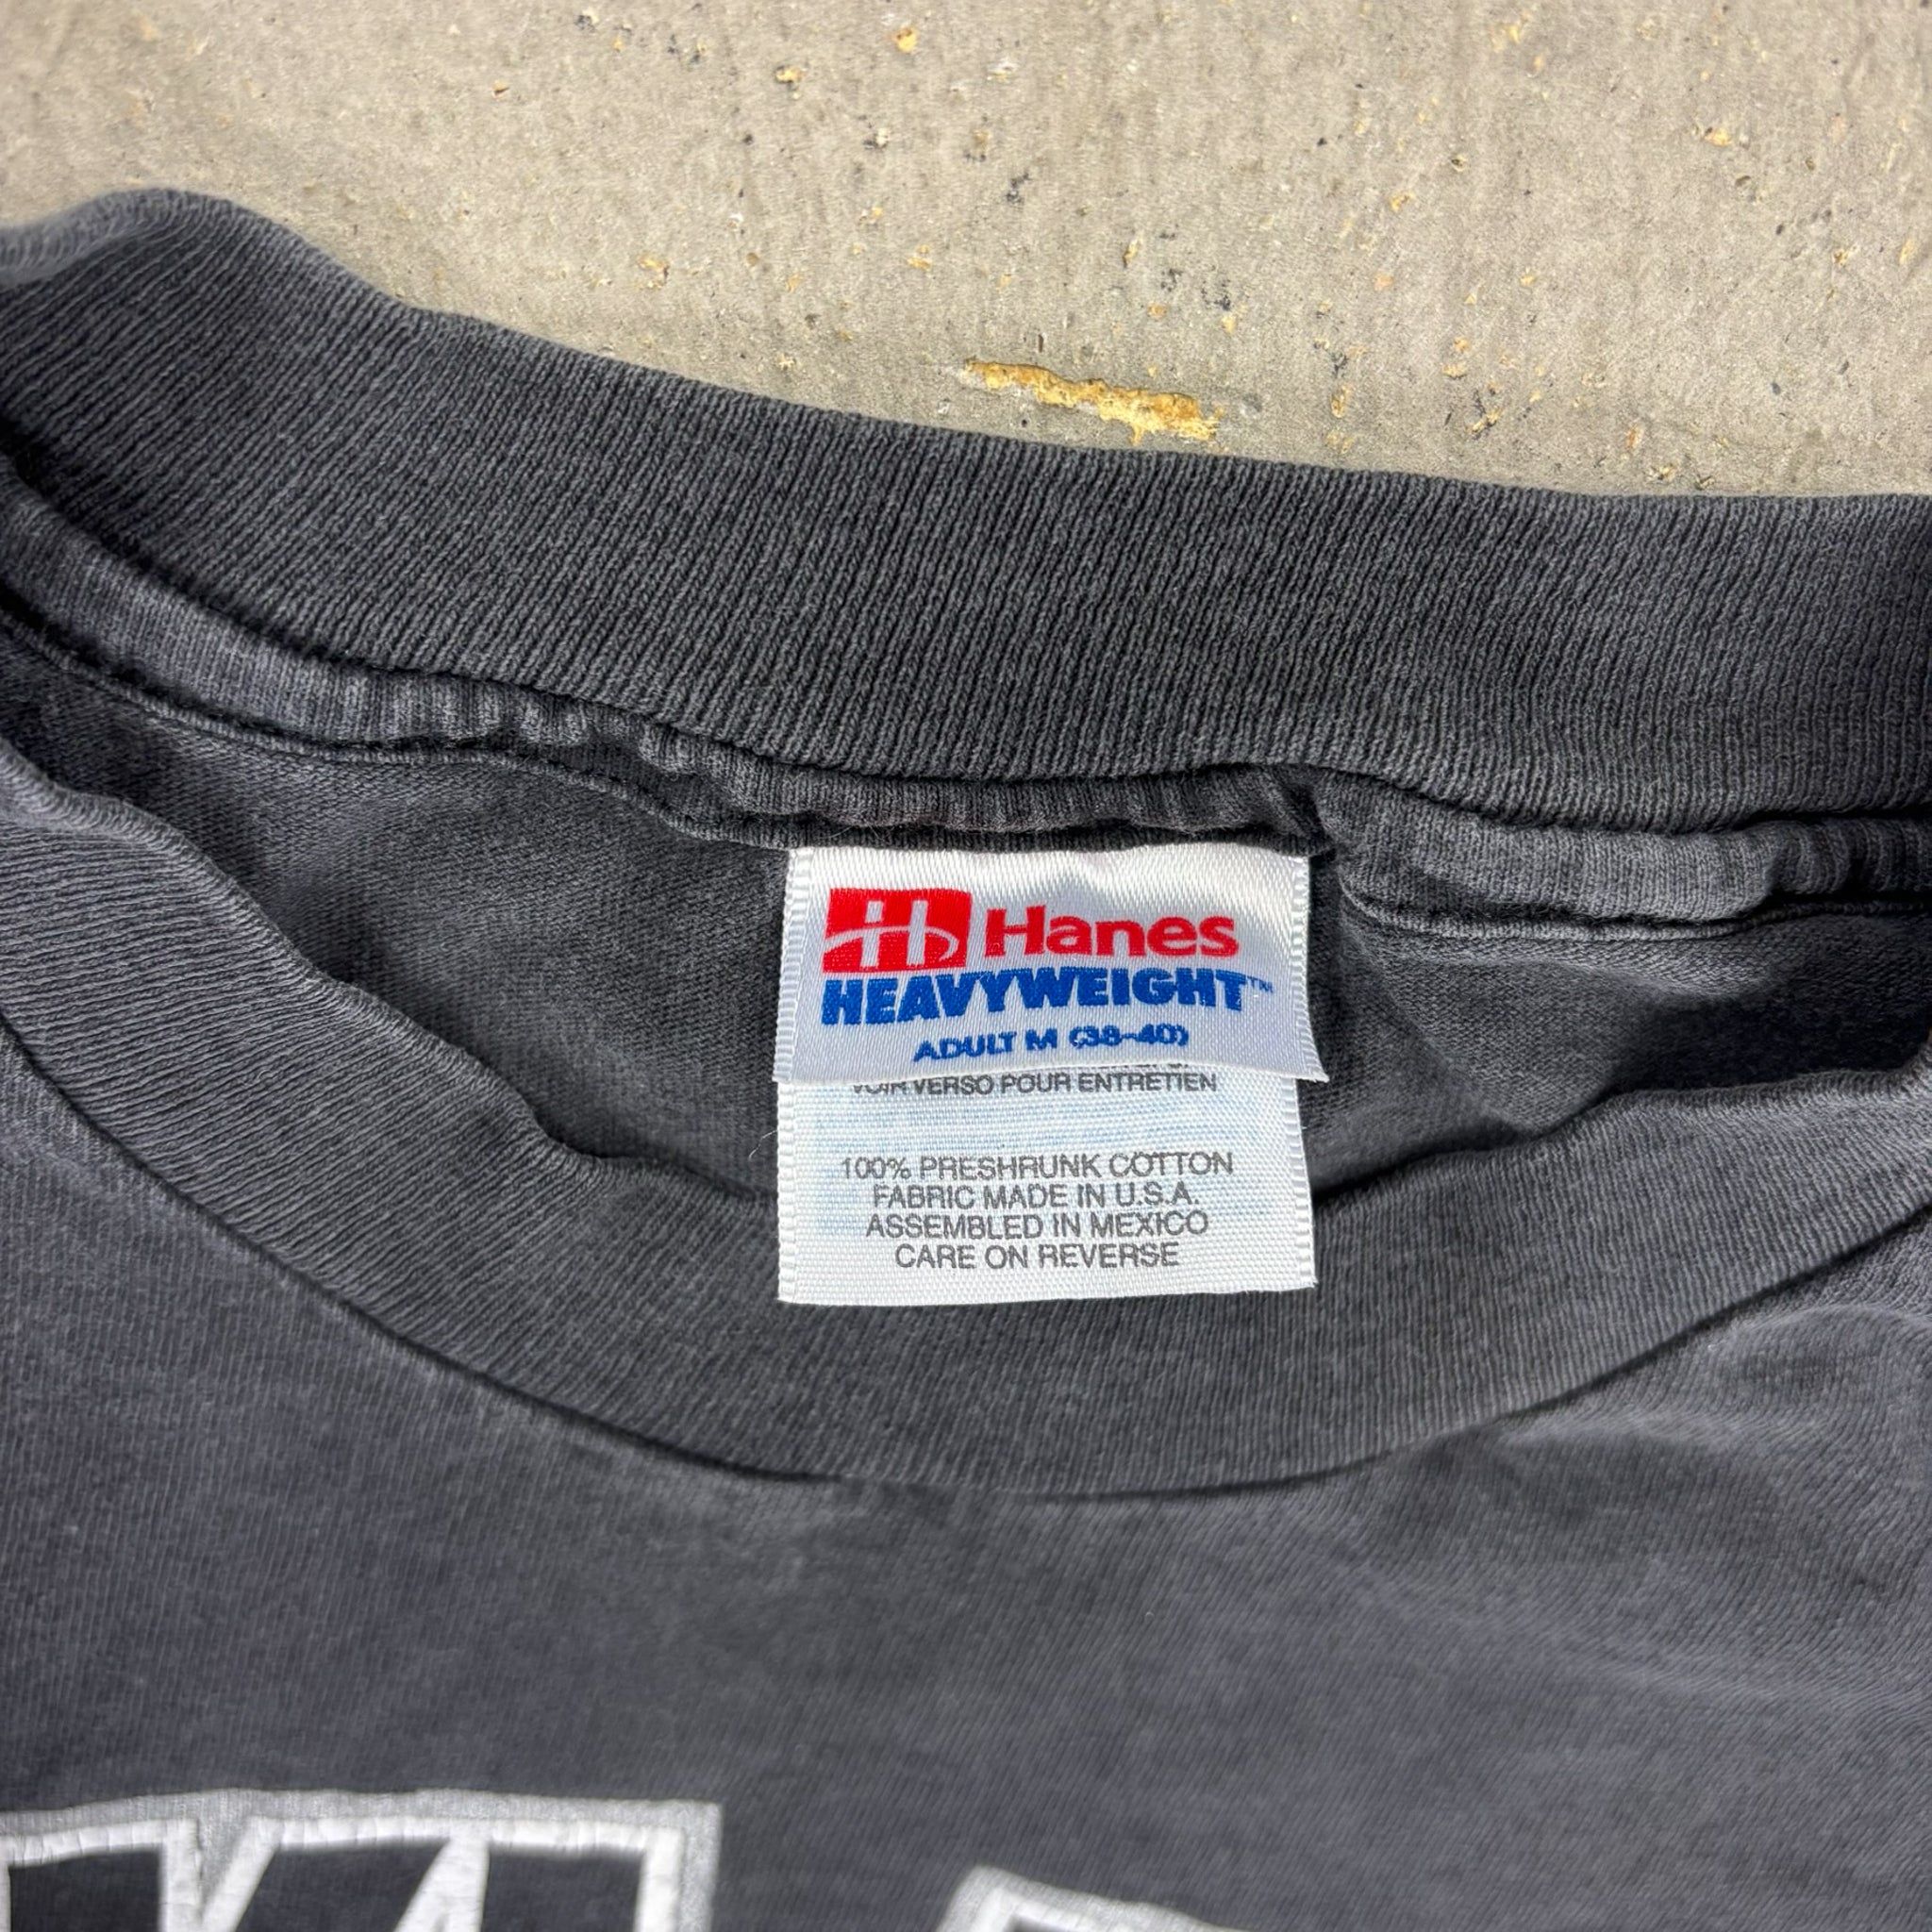 Hanes
HEAVYWEIGHT™
ADULT M (38-40)
VOIR VERSO POUR ENTRETIEN
100% PRESHRUNK COTTON
FABRIC MADE IN U.S.A.
ASSEMBLED IN MEXICO
CARE ON REVERSE